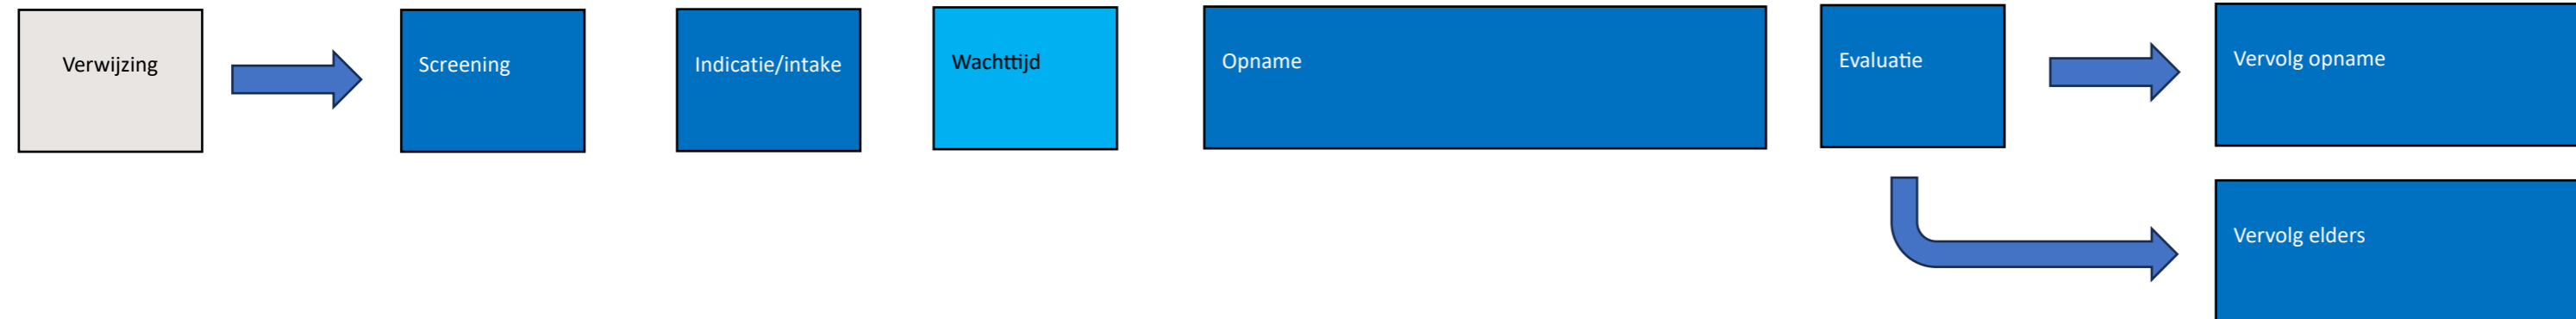 Verwijzing
Screening
Indicatie/intake
Wachttijd
Opname
Evaluatie
Vervolg opname
Vervolg elders